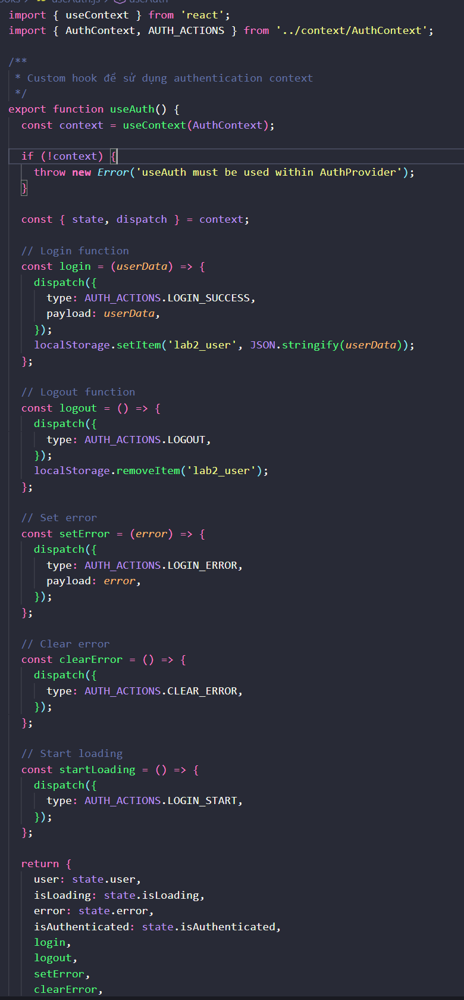 useAuth.js > useAuth
import { useContext } from 'react';
import { AuthContext, AUTH_ACTIONS } from '../context/AuthContext';
/**
 * Custom hook để sử dụng authentication context
 */
export function useAuth() {
  const context = useContext(AuthContext);
  if (!context) {
    throw new Error('useAuth must be used within AuthProvider');
  }
  const { state, dispatch } = context;
  // Login function
  const login = (userData) => {
    dispatch({
      type: AUTH_ACTIONS.LOGIN_SUCCESS,
      payload: userData,
    });
    localStorage.setItem('lab2_user', JSON.stringify(userData));
  };
  // Logout function
  const logout = () => {
    dispatch({
      type: AUTH_ACTIONS.LOGOUT,
    });
    localStorage.removeItem('lab2_user');
  };
  // Set error
  const setError = (error) => {
    dispatch({
      type: AUTH_ACTIONS.LOGIN_ERROR,
      payload: error,
    });
  };
  // Clear error
  const clearError = () => {
    dispatch({
      type: AUTH_ACTIONS.CLEAR_ERROR,
    });
  };
  // Start loading
  const startLoading = () => {
    dispatch({
      type: AUTH_ACTIONS.LOGIN_START,
    });
  };
  return {
    user: state.user,
    isLoading: state.isLoading,
    error: state.error,
    isAuthenticated: state.isAuthenticated,
    login,
    logout,
    setError,
    clearError,